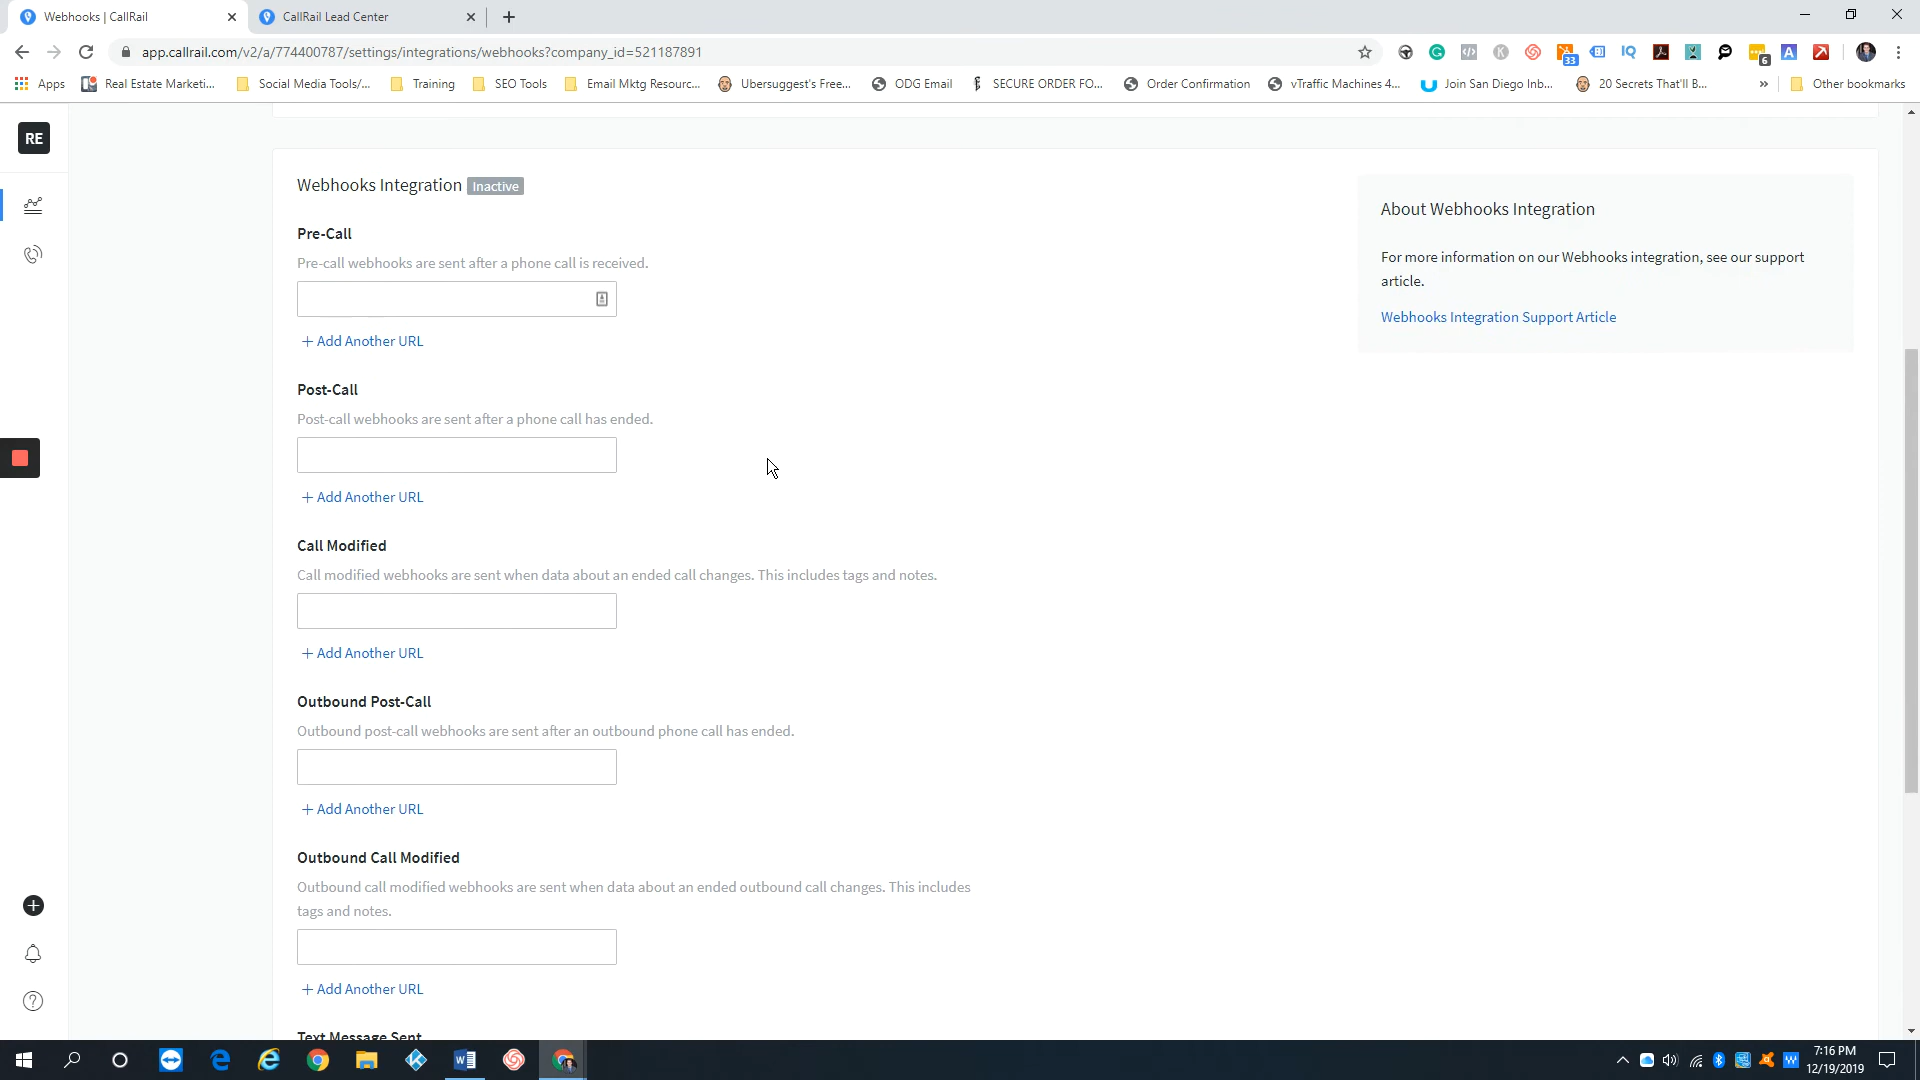 Webhooks | CallRail
CallRail Lead Center
app.callrail.com/v2/a/774400787/settings/integrations/webhooks?company_id=521187891
33
IQ
6
A
Apps
Real Estate Marketi...
Social Media Tools/...
Training
SEO Tools
Email Mktg Resourc...
Ubersuggest's Free...
ODG Email
SECURE ORDER FO...
Order Confirmation
vTraffic Machines 4...
Join San Diego Inb...
20 Secrets That'll B...
»
Other bookmarks
RE
Webhooks Integration Inactive
Pre-Call
Pre-call webhooks are sent after a phone call is received.
+ Add Another URL
Post-Call
Post-call webhooks are sent after a phone call has ended.
+ Add Another URL
Call Modified
Call modified webhooks are sent when data about an ended call changes. This includes tags and notes.
+ Add Another URL
Outbound Post-Call
Outbound post-call webhooks are sent after an outbound phone call has ended.
+ Add Another URL
Outbound Call Modified
Outbound call modified webhooks are sent when data about an ended outbound call changes. This includes
tags and notes.
+ Add Another URL
Text Message Sent
About Webhooks Integration
For more information on our Webhooks integration, see our support
article.
Webhooks Integration Support Article
7:16 PM
12/19/2019